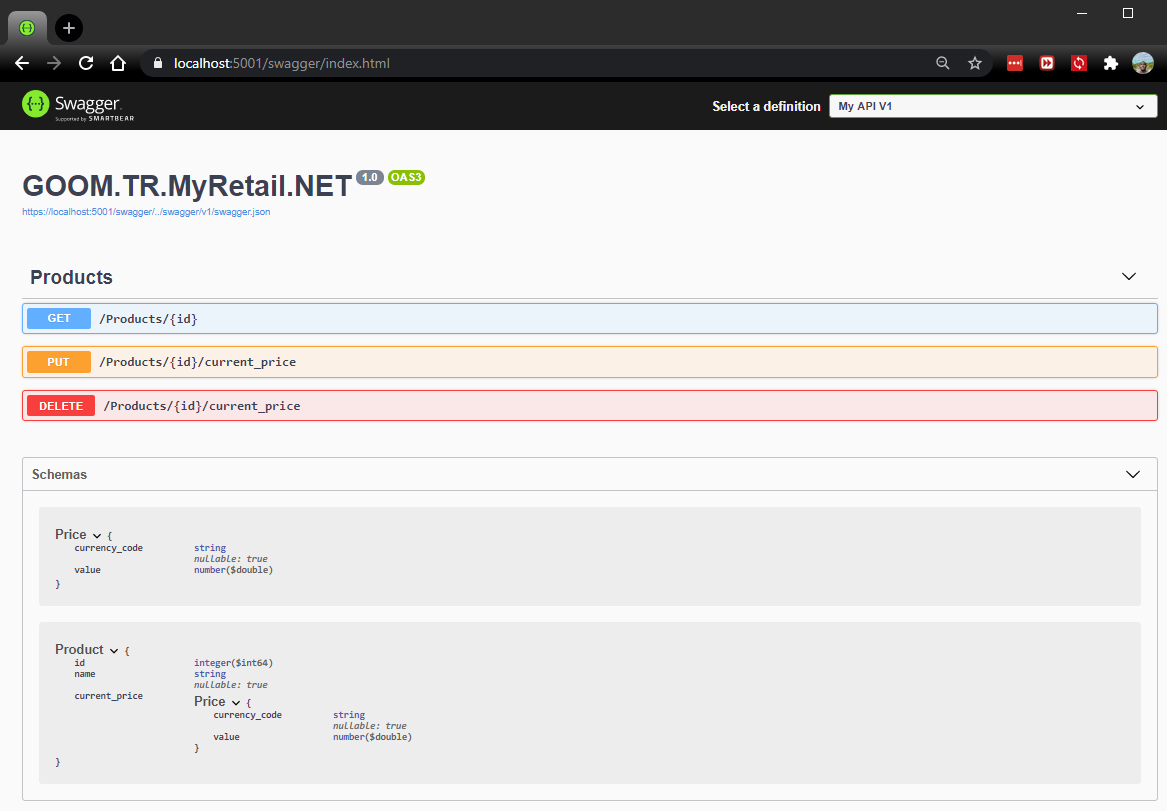 localhost:5001/swagger/index.html
Swagger.
Supported by SMARTBEAR
Select a definition
My API V1
GOOM.TR.MyRetail.NET 1.0 OAS3
https://localhost:5001/swagger/../swagger/v1/swagger.json
Products
GET /Products/{id}
PUT /Products/{id}/current_price
DELETE /Products/{id}/current_price
Schemas
Price {
currency_code string
nullable: true
value number($double)
}
Product {
id integer($int64)
name string
nullable: true
current_price
Price {
currency_code string
nullable: true
value number($double)
}
}